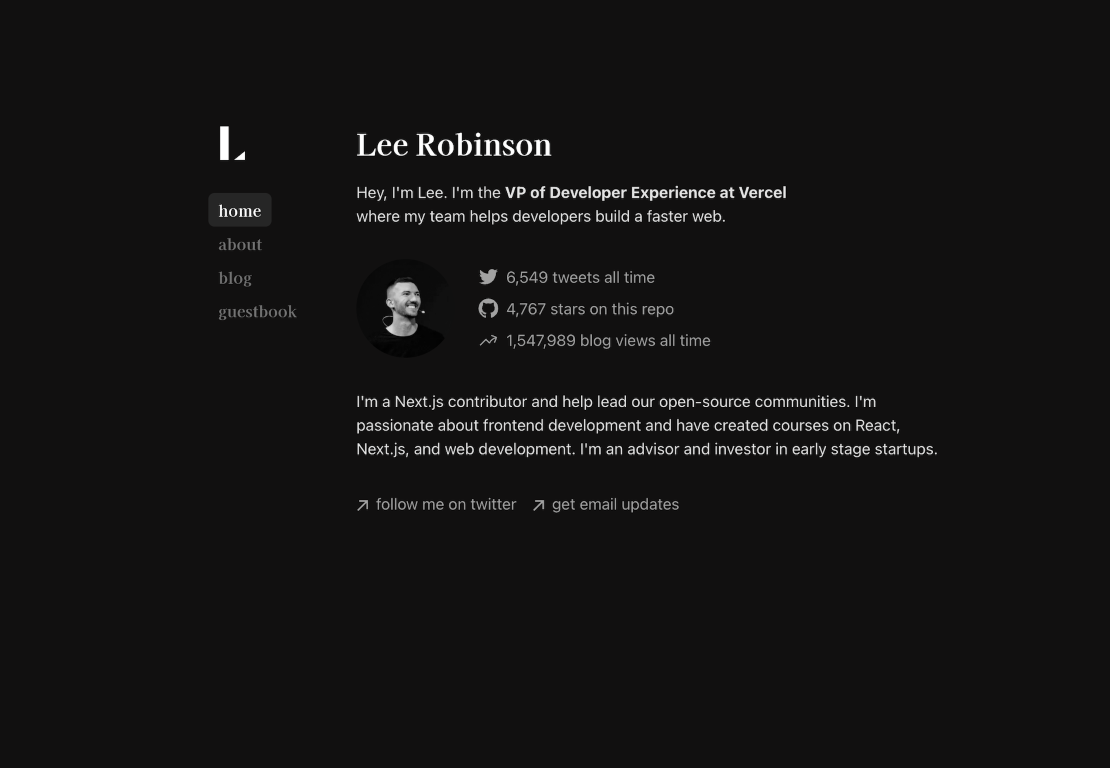 L
home
about
blog
guestbook
Lee Robinson
Hey, I'm Lee. I'm the VP of Developer Experience at Vercel
where my team helps developers build a faster web.
6,549 tweets all time
4,767 stars on this repo
1,547,989 blog views all time
I'm a Next.js contributor and help lead our open-source communities. I'm
passionate about frontend development and have created courses on React,
Next.js, and web development. I'm an advisor and investor in early stage startups.
follow me on twitter
get email updates